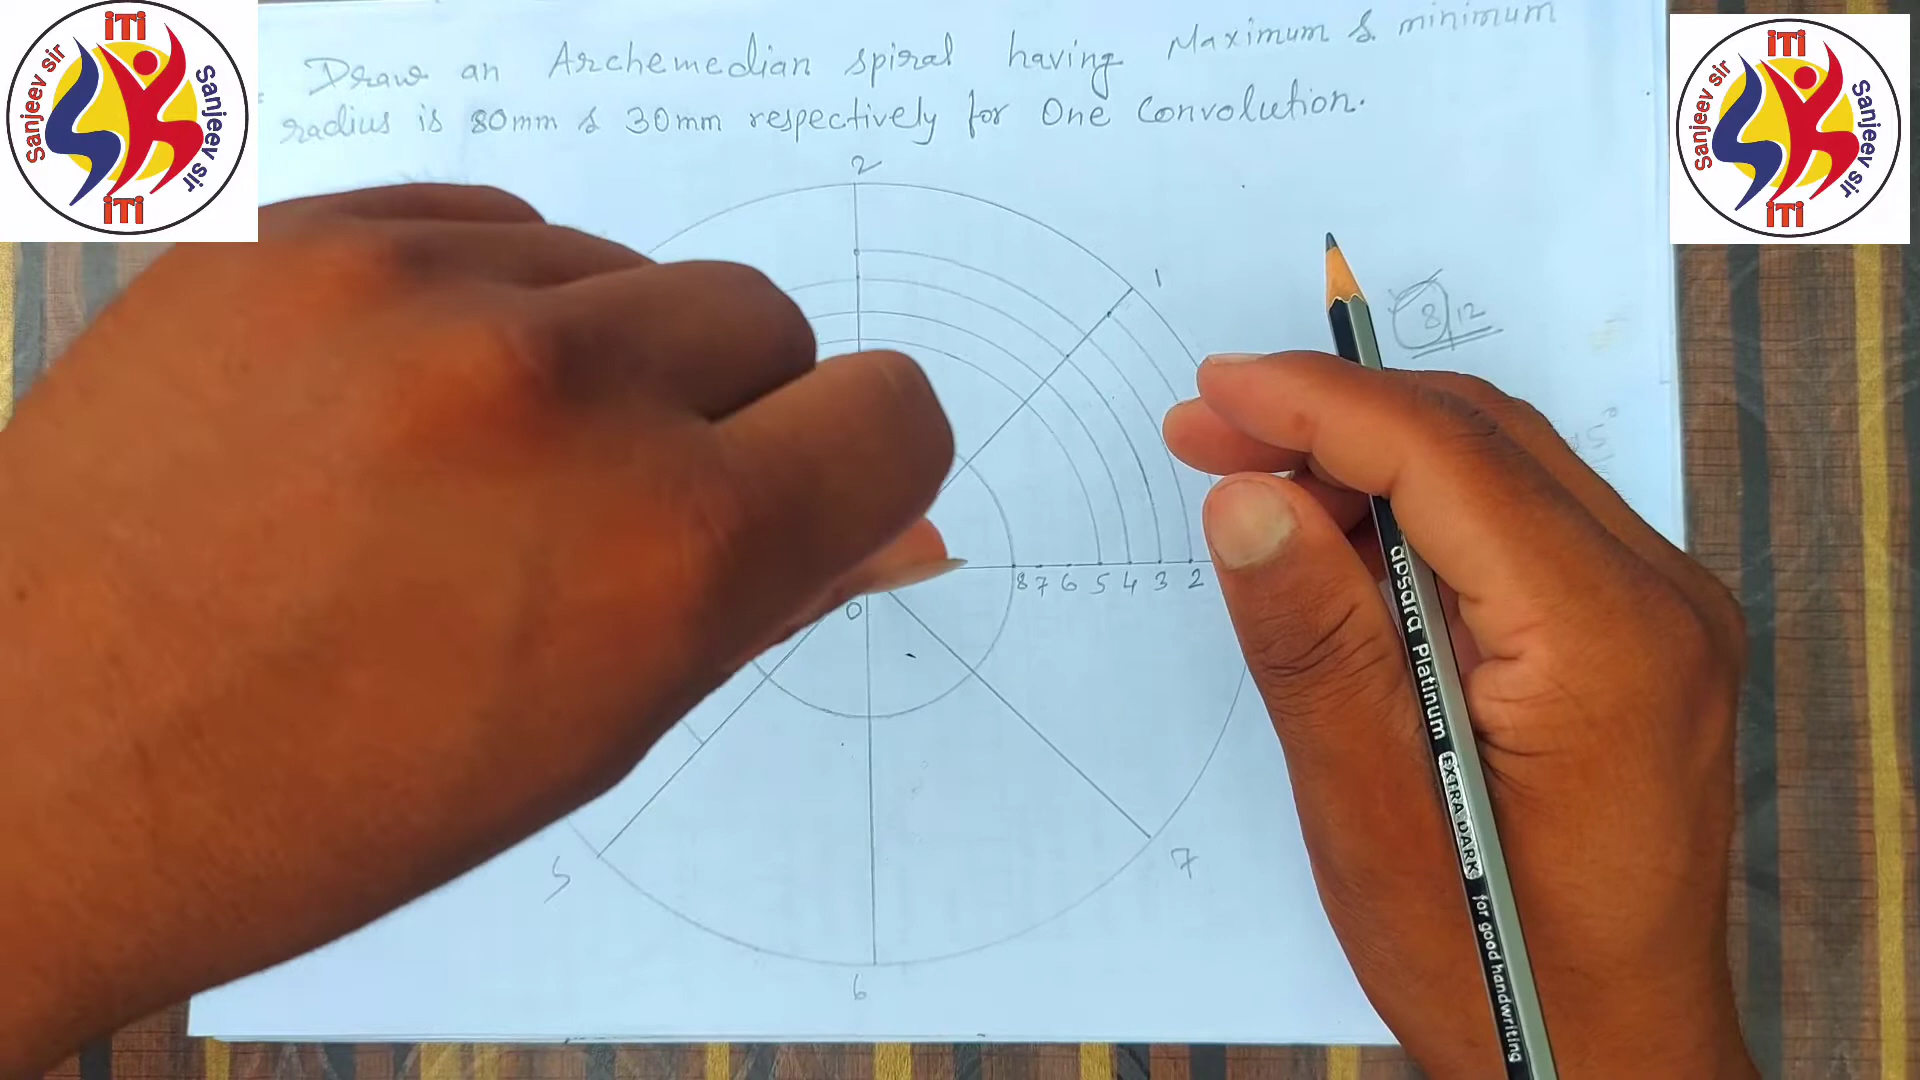 Draw an Archemedian spiral having Maximum & minimum
radius is 80mm & 30mm respectively for One Convolution.
iTi
Sanjeev sir
Sanjeev sir
iTi
iTi
Sanjeev sir
Sanjeev sir
iTi
2
1
8 12
8 7 6 5 4 3 2
0
5
7
6
apsara Platinum EXTRA DARK for good handwriting